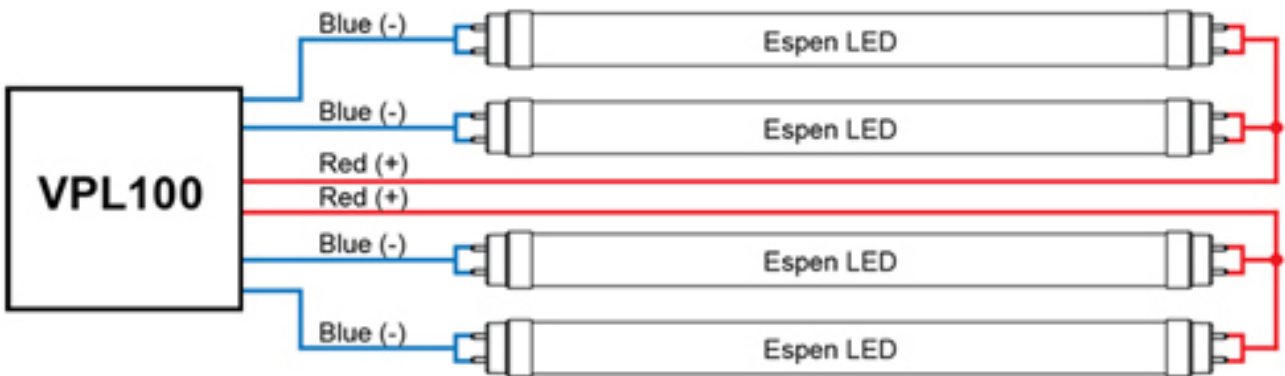 Blue (-)
Espen LED
Blue (-)
Espen LED
Red (+)
VPL100
Red (+)
Blue (-)
Espen LED
Blue (-)
Espen LED